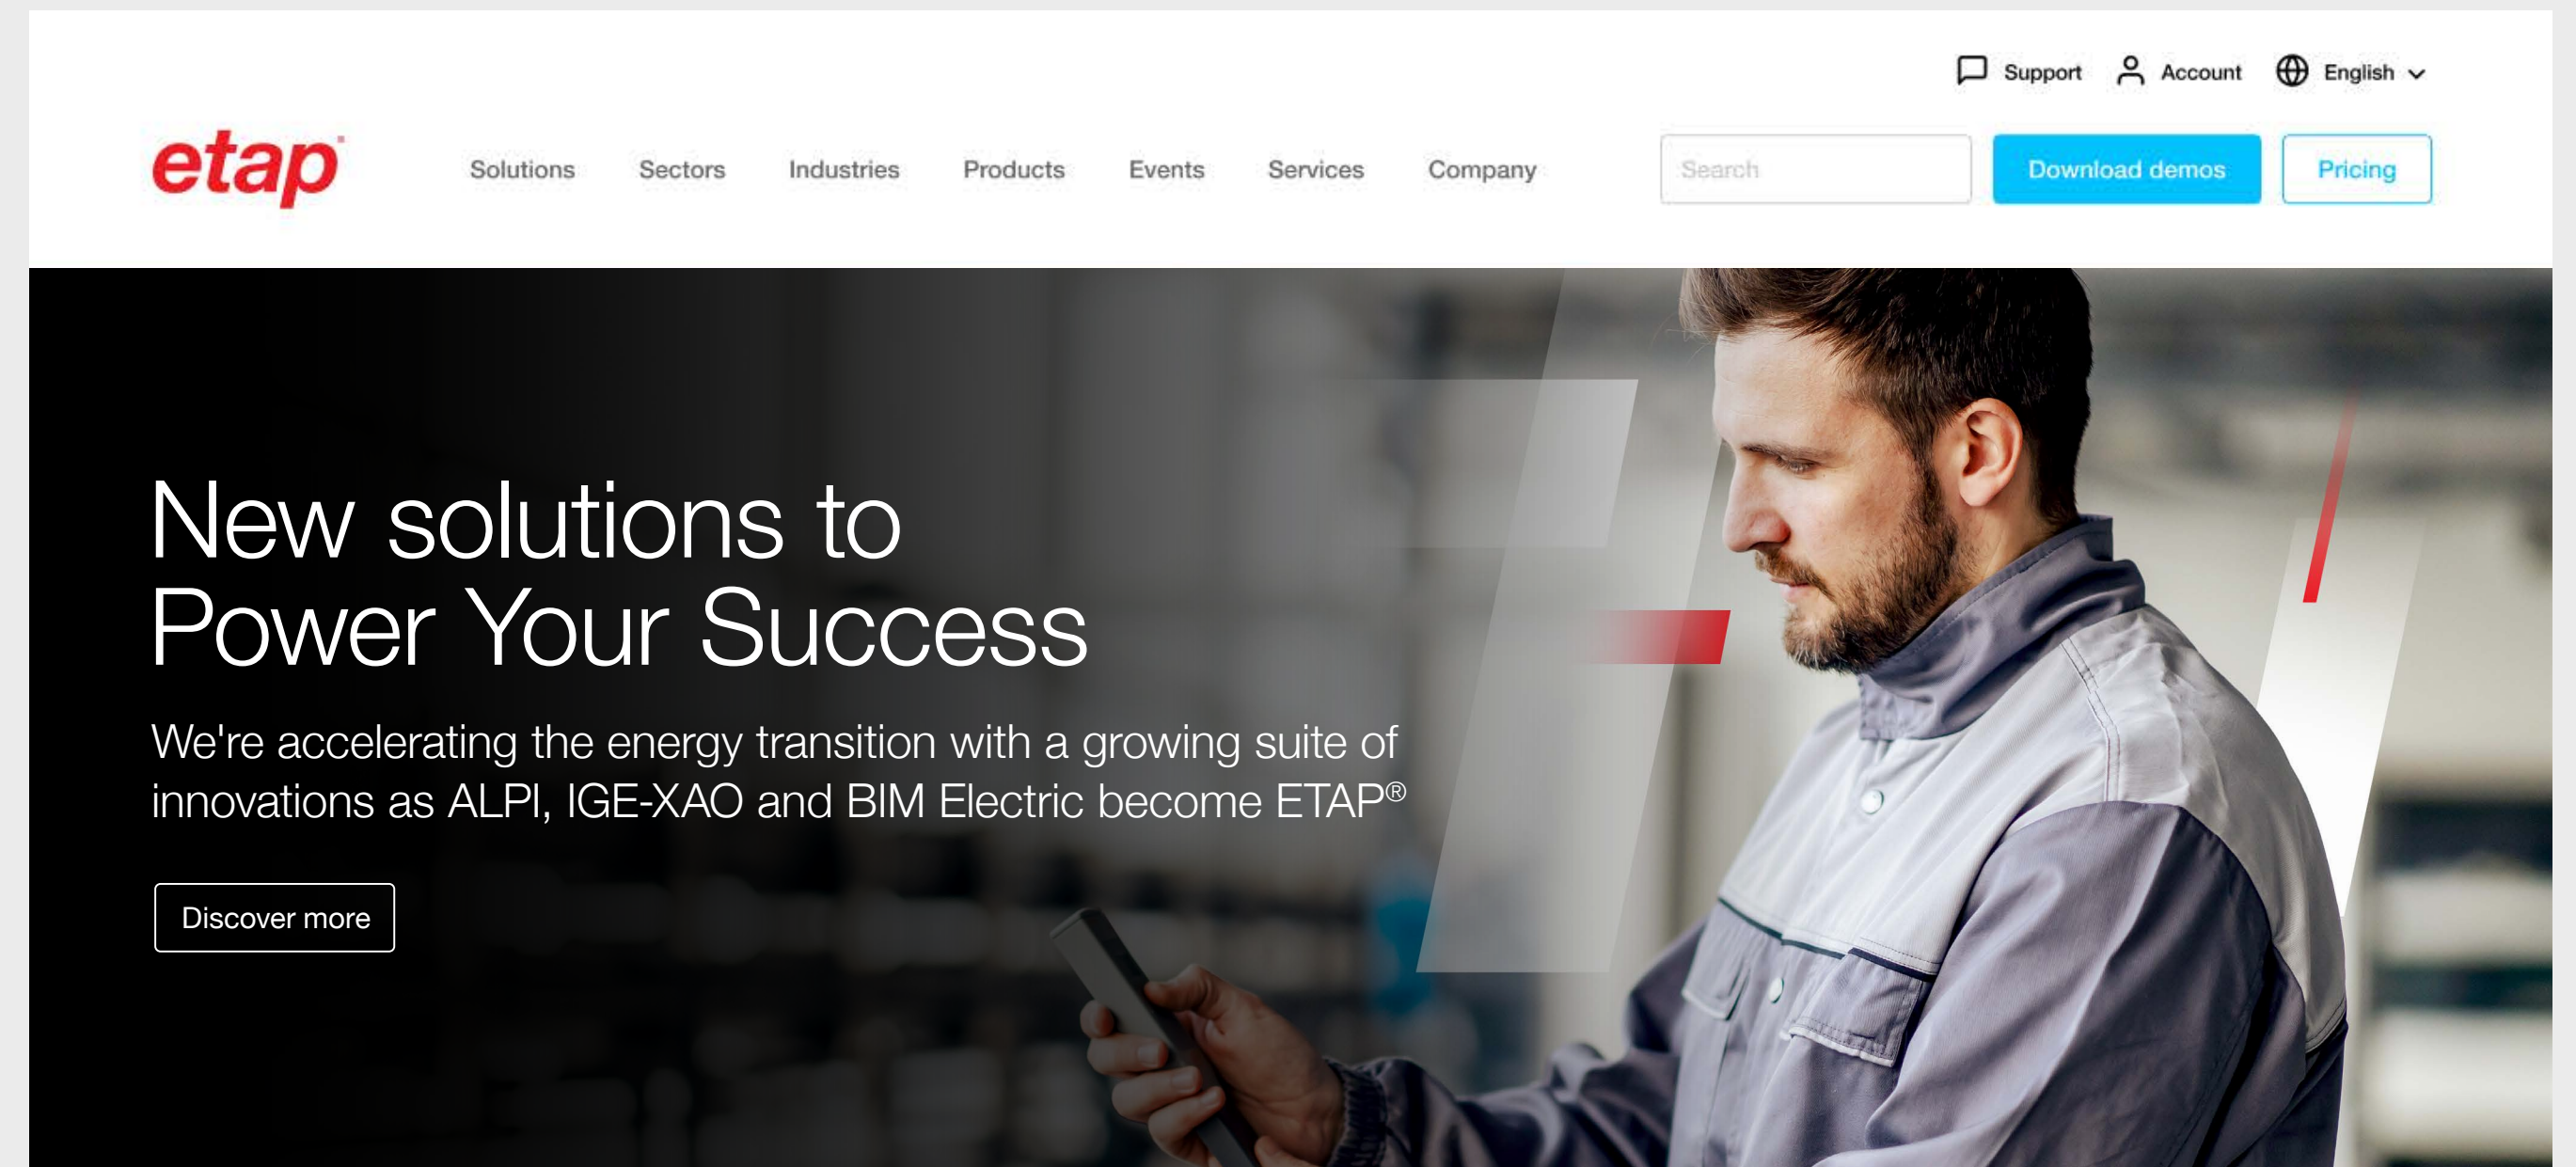 Support Account English
etap
Solutions Sectors Industries Products Events Services Company Search Download demos Pricing
New solutions to
Power Your Success
We're accelerating the energy transition with a growing suite of
innovations as ALPI, IGE-XAO and BIM Electric become ETAP®
Discover more